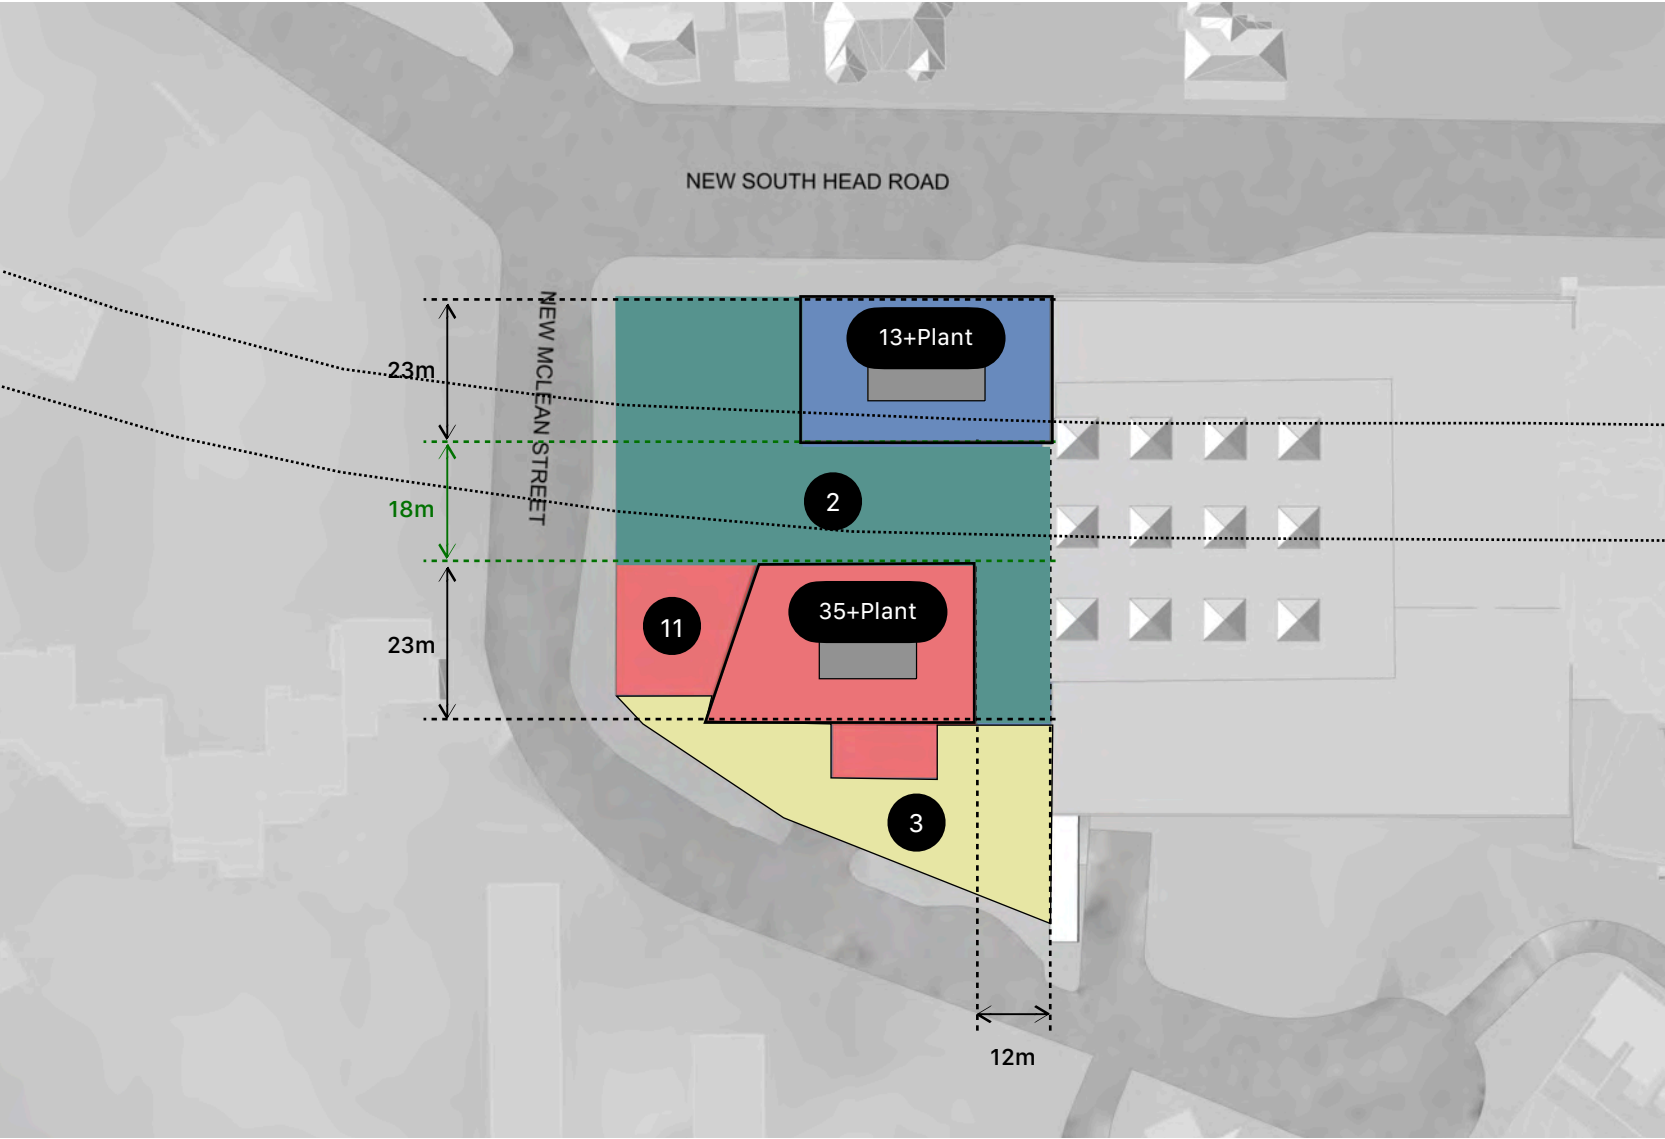 NEW SOUTH HEAD ROAD
NEW MCLEAN STREET
13+Plant
23m
2
18m
35+Plant
11
23m
3
12m